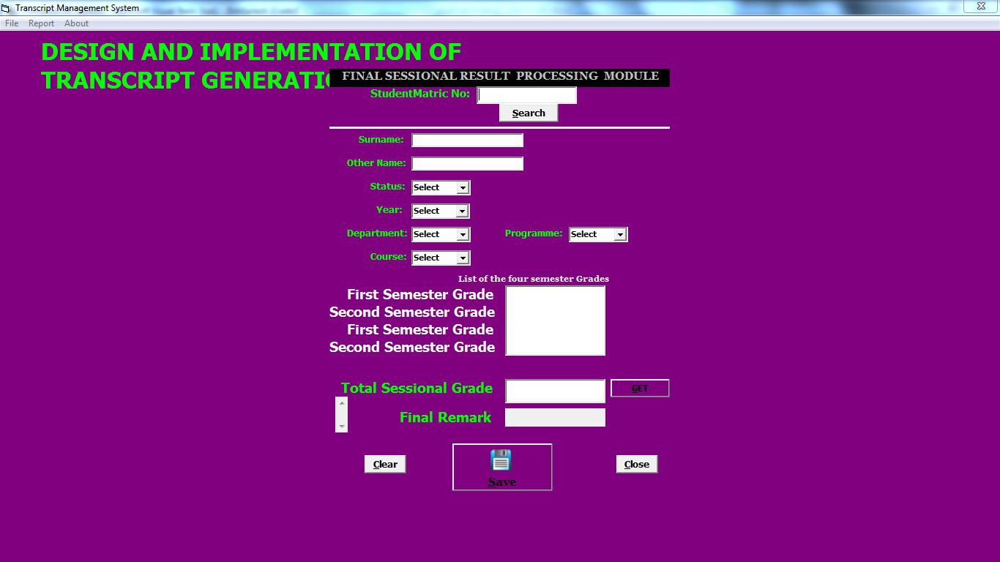 Transcript Management System
File Report About
DESIGN AND IMPLEMENTATION OF
TRANSCRIPT GENERATI
FINAL SESSIONAL RESULT PROCESSING MODULE
StudentMatric No:
Search
Surname:
Other Name:
Status: Select
Year: Select
Department: Select Programme: Select
Course: Select
List of the four semester Grades
First Semester Grade
Second Semester Grade
First Semester Grade
Second Semester Grade
Total Sessional Grade GET
Final Remark
Clear Save Close